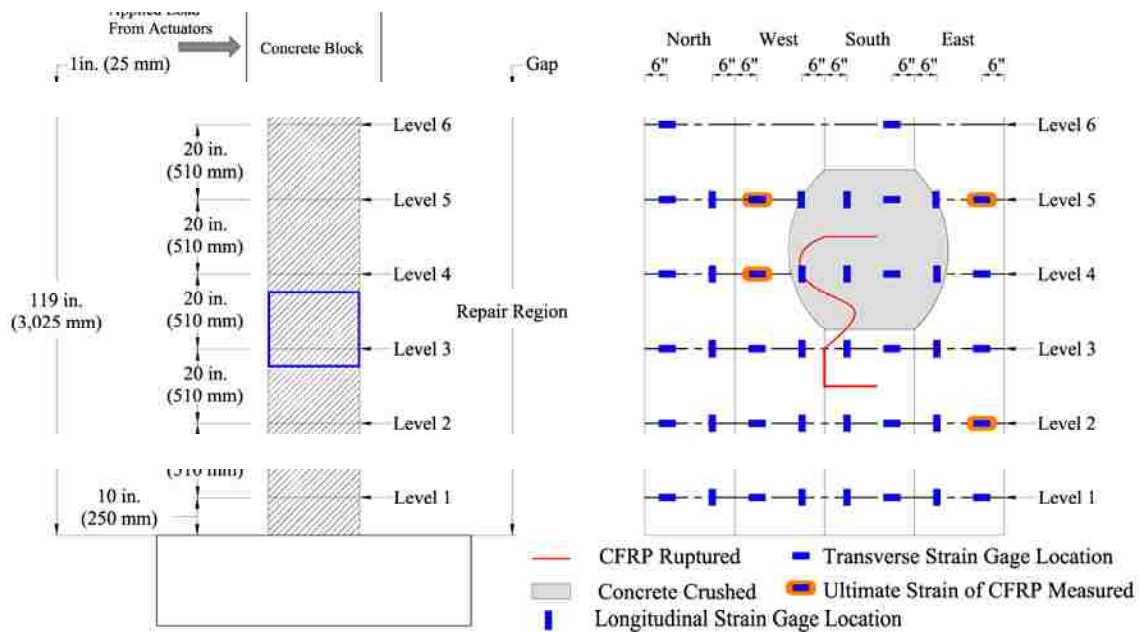 Applied Load
From Actuators
Concrete Block
1in. (25 mm)
Gap
North
West
South
East
6"
6"
6"
6"
6"
6"
6"
6"
Level 6
20 in.
(510 mm)
Level 5
20 in.
(510 mm)
Level 4
119 in.
(3,025 mm)
20 in.
(510 mm)
Repair Region
Level 3
20 in.
(510 mm)
Level 2
(510 mm)
10 in.
(250 mm)
Level 1
Level 6
Level 5
Level 4
Level 3
Level 2
Level 1
CFRP Ruptured
Transverse Strain Gage Location
Concrete Crushed
Ultimate Strain of CFRP Measured
Longitudinal Strain Gage Location